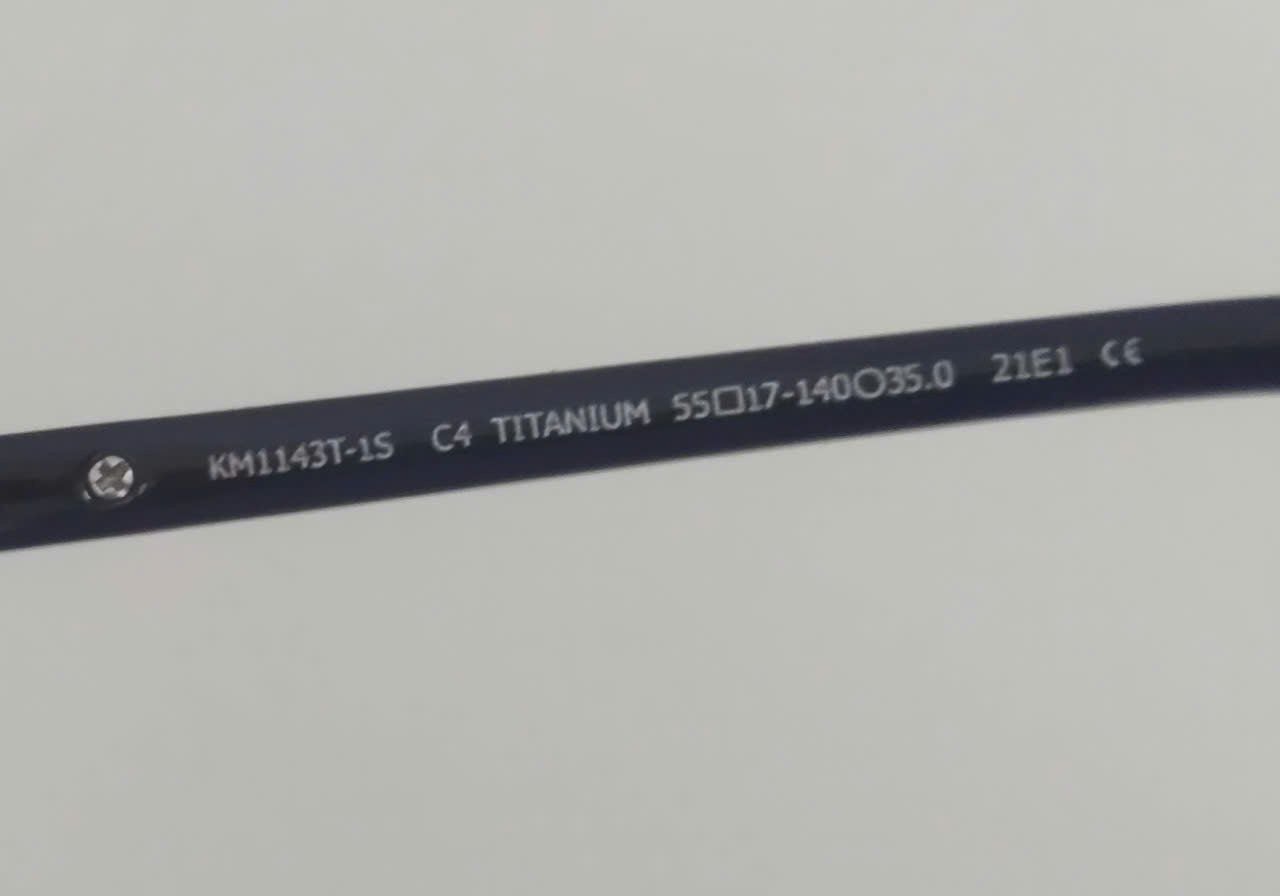 KM1143T-1S C4 TITANIUM 55□17-140○35.0 21E1 CE